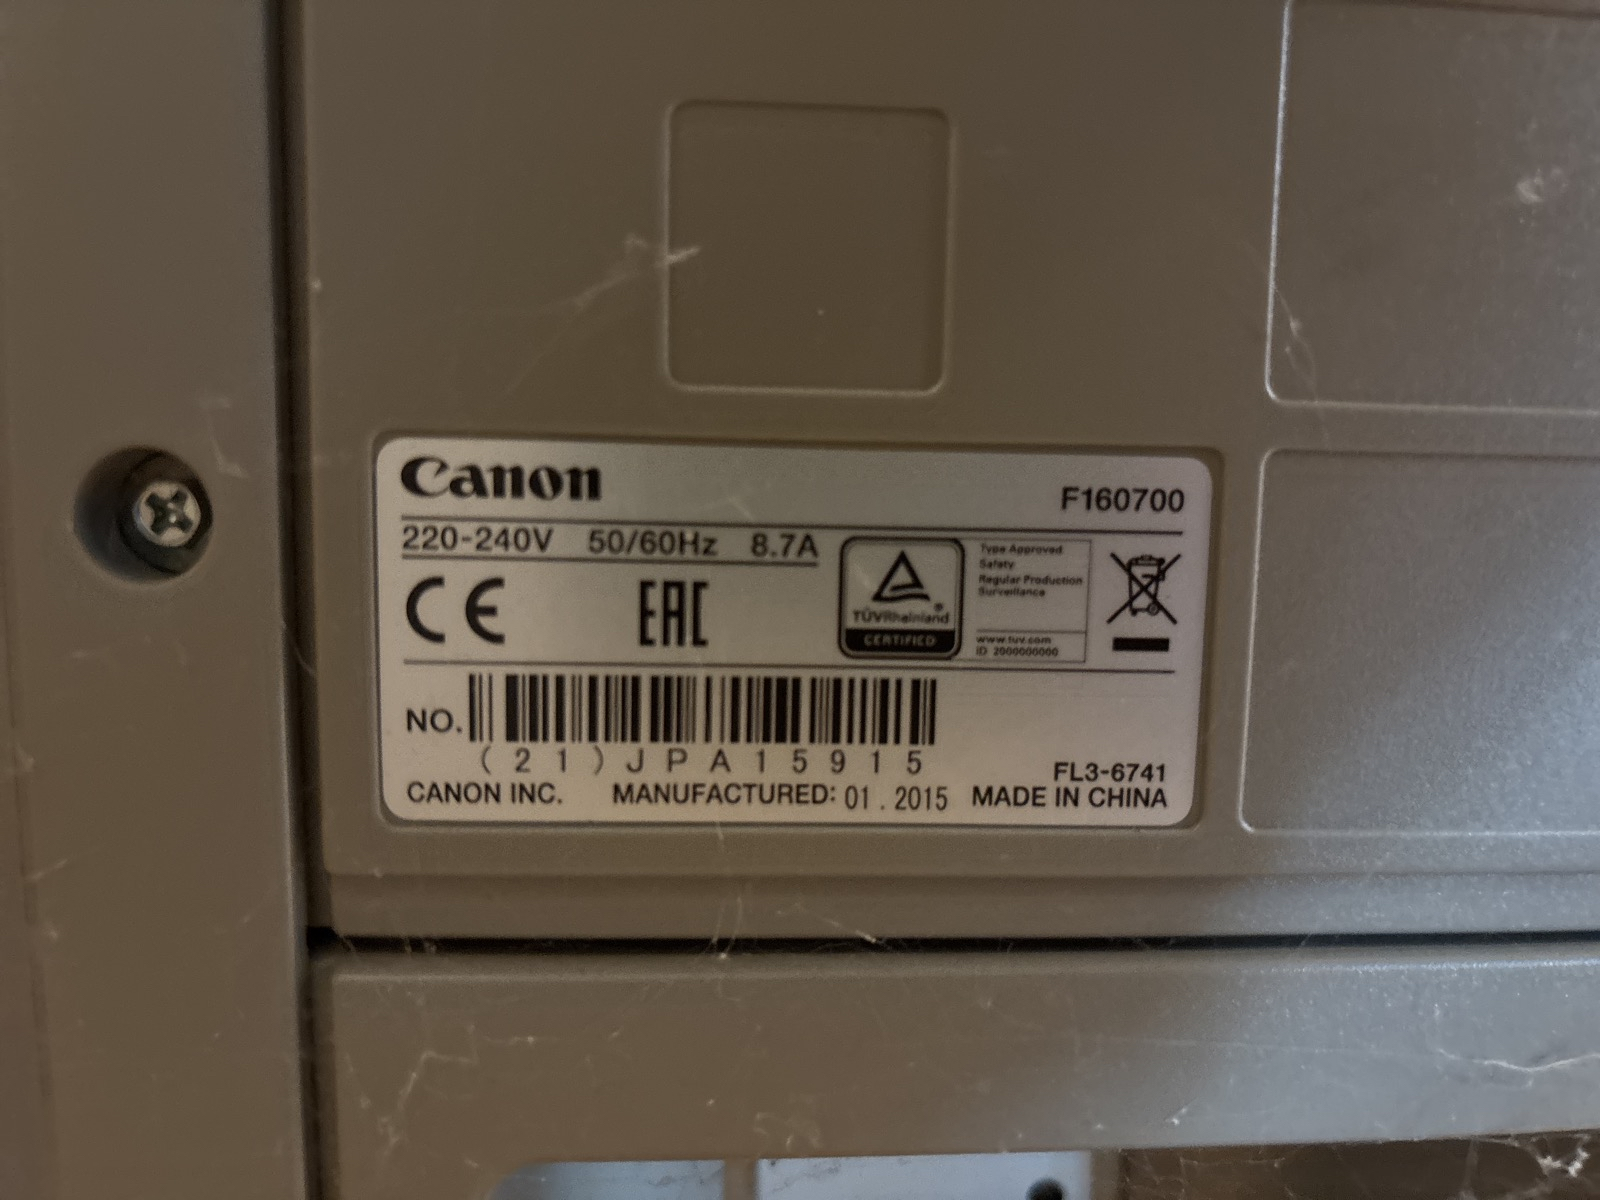 Canon
F160700
220-240V 50/60Hz 8.7A
CE
EAC
TÜVRheinland®
CERTIFIED
Type Approved
Safety
Regular Production
Surveillance
www.tuv.com
ID 2000000000
NO.
(21)JPA15915
FL3-6741
CANON INC. MANUFACTURED: 01.2015 MADE IN CHINA